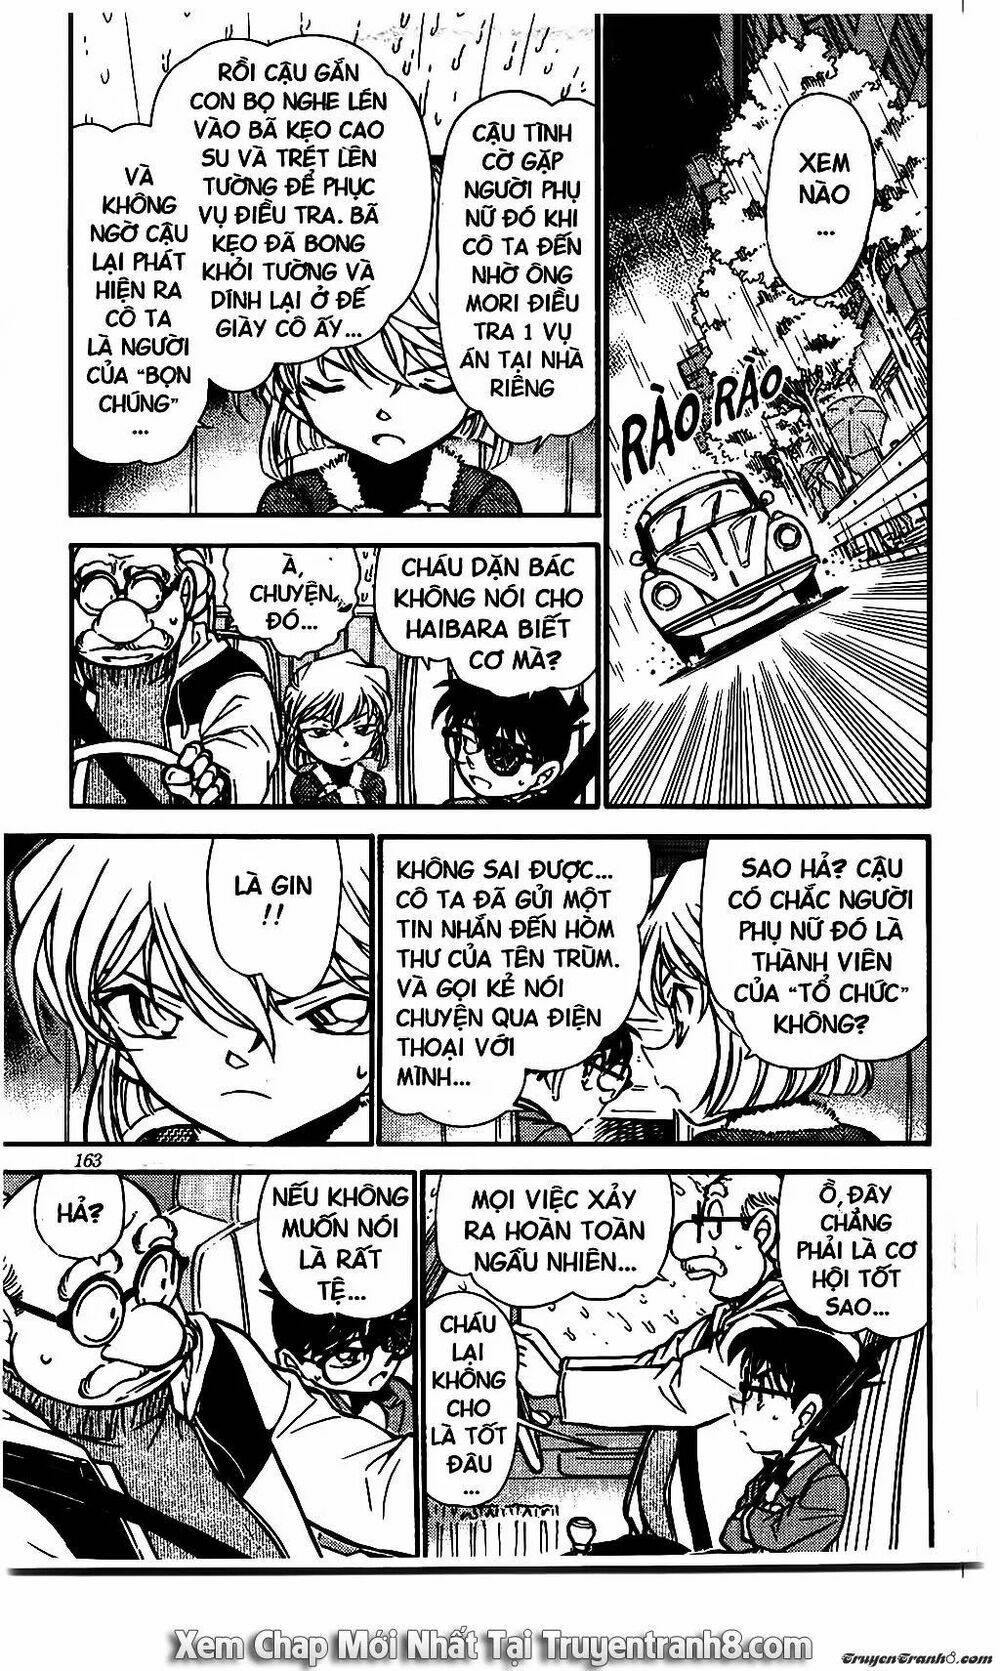 XEM
NÀO
...
RÀO RÀO
CẬU TÌNH
CỜ GẶP
NGƯỜI PHỤ
NỮ ĐÓ KHI
CÔ TA ĐẾN
NHỜ ÔNG
MORI ĐIỀU
TRA 1 VỤ
ÁN TẠI NHÀ
RIÊNG
RỒI CẬU GẮN
CON BỌ NGHE LÉN
VÀO BÃ KẸO CAO
SU VÀ TRÉT LÊN
TƯỜNG ĐỂ PHỤC
VỤ ĐIỀU TRA. BÃ
KẸO ĐÃ BONG
KHỎI TƯỜNG VÀ
DÍNH LẠI Ở ĐẾ
GIÀY CÔ ẤY...
VÀ
KHÔNG
NGỜ CẬU
LẠI PHÁT
HIỆN RA
CÔ TA
LÀ NGƯỜI
CỦA "BỌN
CHÚNG"
...
CHÁU DẶN BÁC
KHÔNG NÓI CHO
HAIBARA BIẾT
CƠ MÀ?
À,
CHUYỆN
ĐÓ...
SAO HẢ? CẬU
CÓ CHẮC NGƯỜI
PHỤ NỮ ĐÓ LÀ
THÀNH VIÊN
CỦA "TỔ CHỨC"
KHÔNG?
KHÔNG SAI ĐƯỢC...
CÔ TA ĐÃ GỬI MỘT
TIN NHẮN ĐẾN HÒM
THƯ CỦA TÊN TRÙM.
VÀ GỌI KẺ NÓI
CHUYỆN QUA ĐIỆN
THOẠI VỚI
MÌNH...
LÀ GIN
!!
163
Ồ, ĐÂY
CHẲNG
PHẢI LÀ CƠ
HỘI TỐT
SAO...
MỌI VIỆC XẢY
RA HOÀN TOÀN
NGẪU NHIÊN...
CHÁU
LẠI
KHÔNG
CHO
LÀ TỐT
ĐÂU
...
NẾU KHÔNG
MUỐN NÓI
LÀ RẤT
TỆ...
HẢ?
Xem Chap Mới Nhất Tại Truyentranh8.com
TruyenTranh8.com